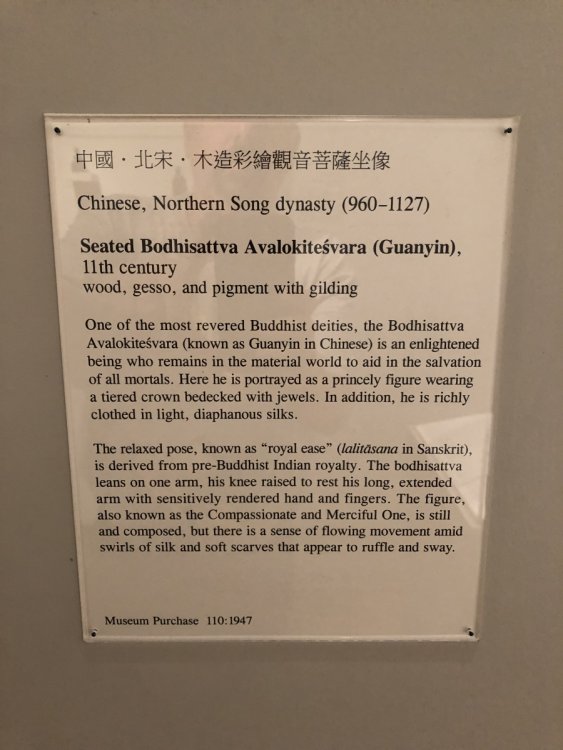 中國．北宋．木造彩繪觀音菩薩坐像
Chinese, Northern Song dynasty (960–1127)
Seated Bodhisattva Avalokiteśvara (Guanyin),
11th century
wood, gesso, and pigment with gilding
One of the most revered Buddhist deities, the Bodhisattva
Avalokiteśvara (known as Guanyin in Chinese) is an enlightened
being who remains in the material world to aid in the salvation
of all mortals. Here he is portrayed as a princely figure wearing
a tiered crown bedecked with jewels. In addition, he is richly
clothed in light, diaphanous silks.
The relaxed pose, known as “royal ease” (lalitāsana in Sanskrit),
is derived from pre-Buddhist Indian royalty. The bodhisattva
leans on one arm, his knee raised to rest his long, extended
arm with sensitively rendered hand and fingers. The figure,
also known as the Compassionate and Merciful One, is still
and composed, but there is a sense of flowing movement amid
swirls of silk and soft scarves that appear to ruffle and sway.
Museum Purchase 110:1947